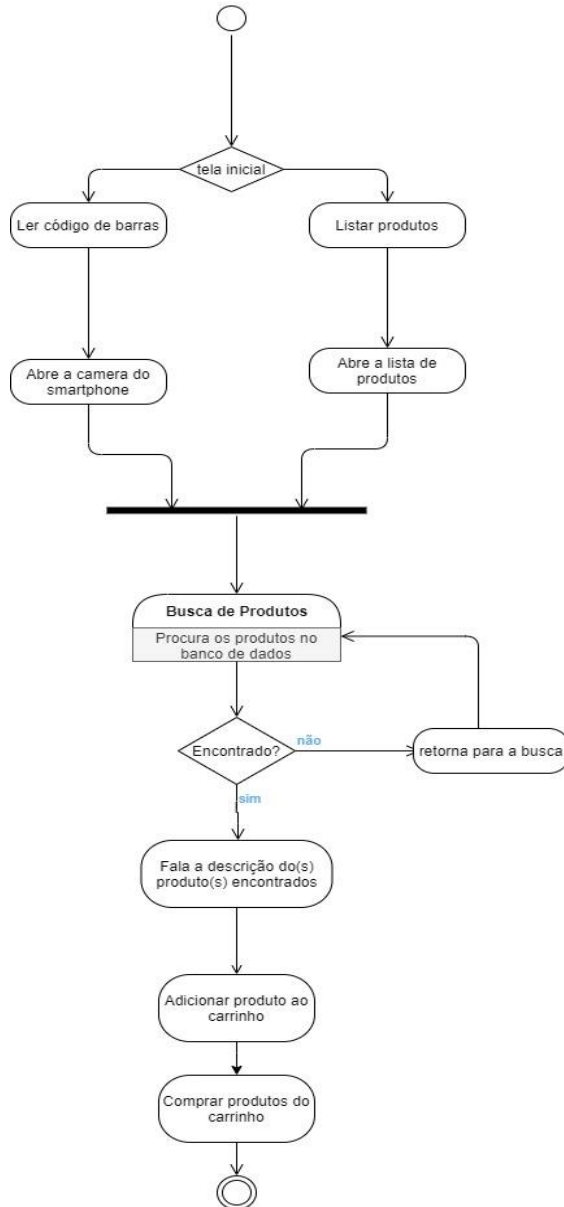 tela inicial
Ler código de barras
Listar produtos
Abre a camera do
smartphone
Abre a lista de
produtos
Busca de Produtos
Procura os produtos no
banco de dados
Encontrado?
não
retorna para a busca
sim
Fala a descrição do(s)
produto(s) encontrados
Adicionar produto ao
carrinho
Comprar produtos do
carrinho